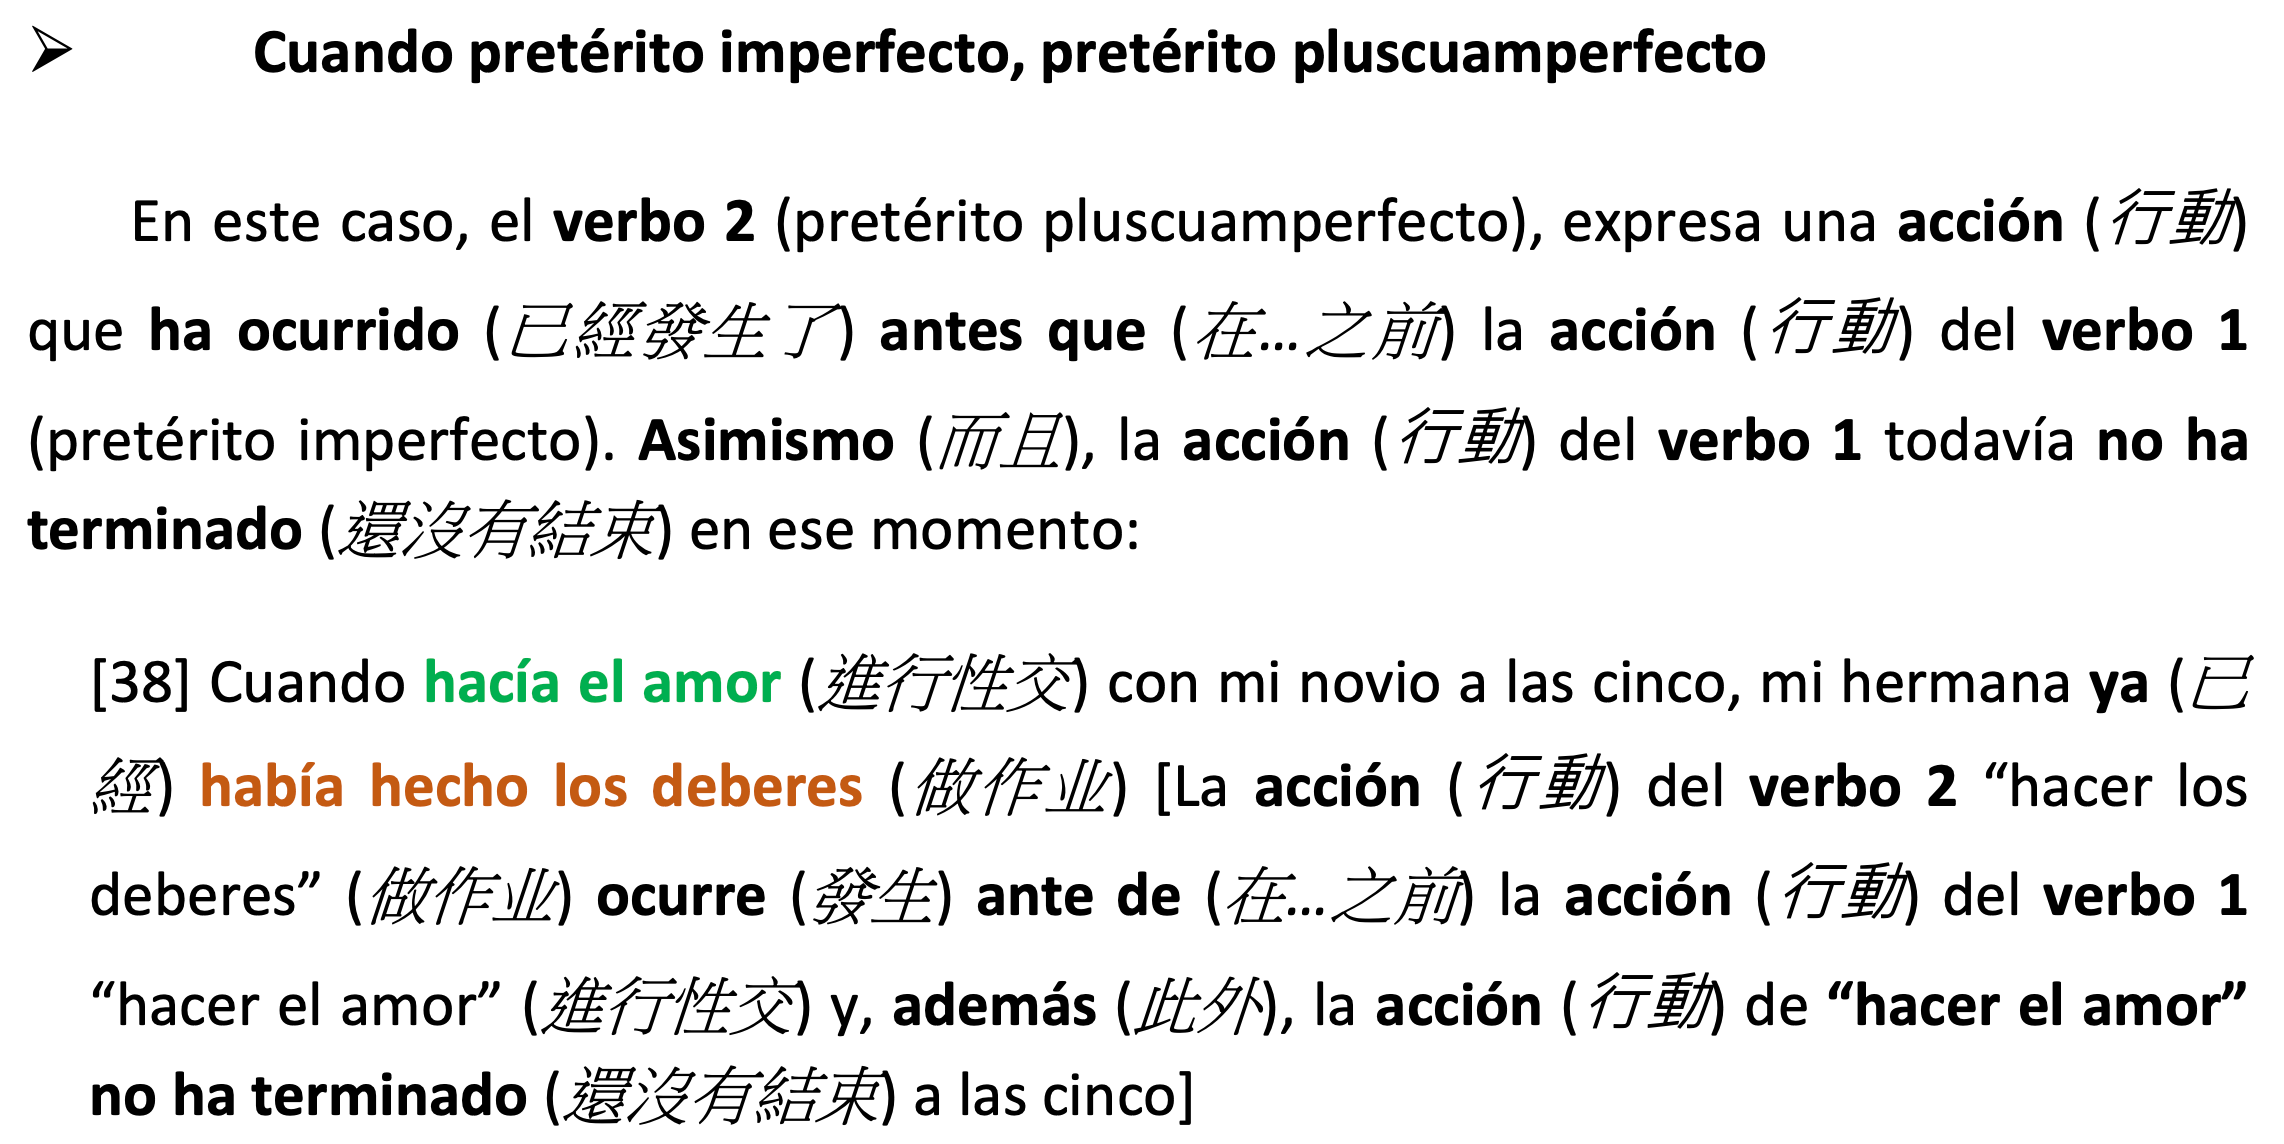 ➢ Cuando pretérito imperfecto, pretérito pluscuamperfecto
En este caso, el verbo 2 (pretérito pluscuamperfecto), expresa una acción (行動)
que ha ocurrido (已經發生了) antes que (在…之前) la acción (行動) del verbo 1
(pretérito imperfecto). Asimismo (而且), la acción (行動) del verbo 1 todavía no ha
terminado (還沒有結束) en ese momento:
[38] Cuando hacía el amor (進行性交) con mi novio a las cinco, mi hermana ya (已
經) había hecho los deberes (做作业) [La acción (行動) del verbo 2 “hacer los
deberes” (做作业) ocurre (發生) ante de (在…之前) la acción (行動) del verbo 1
“hacer el amor” (進行性交) y, además (此外), la acción (行動) de “hacer el amor”
no ha terminado (還沒有結束) a las cinco]